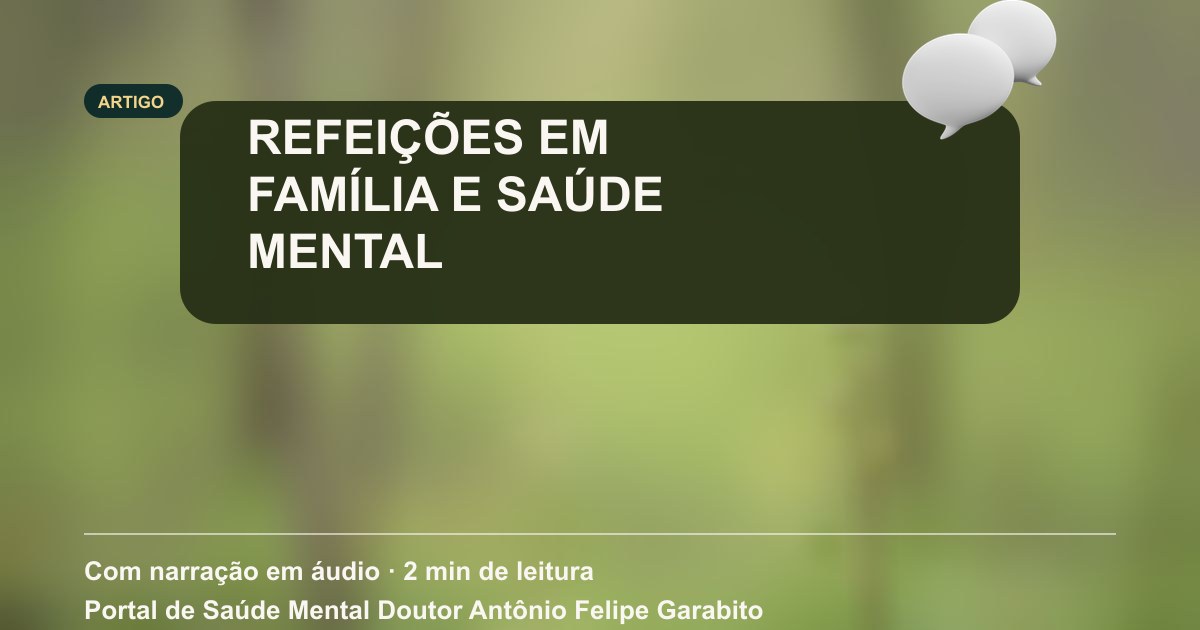 ARTIGO
REFEIÇÕES EM
FAMÍLIA E SAÚDE
MENTAL
Com narração em áudio · 2 min de leitura
Portal de Saúde Mental Doutor Antônio Felipe Garabito